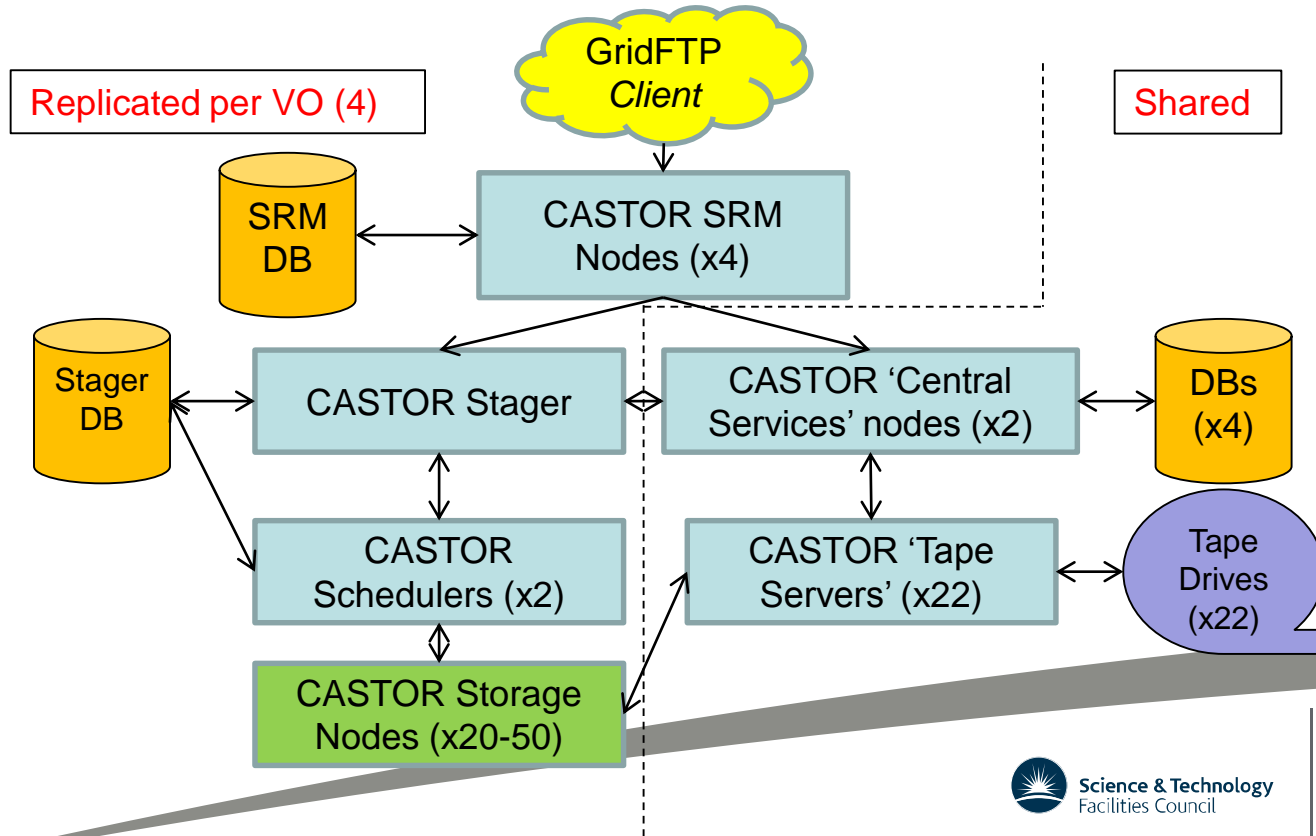 GridFTP
Client
Replicated per VO (4)
Shared
SRM
DB
CASTOR SRM
Nodes (x4)
Stager
DB
CASTOR Stager
CASTOR ‘Central
Services’ nodes (x2)
DBs
(x4)
CASTOR
Schedulers (x2)
CASTOR ‘Tape
Servers’ (x22)
Tape
Drives
(x22)
CASTOR Storage
Nodes (x20-50)
Science & Technology
Facilities Council